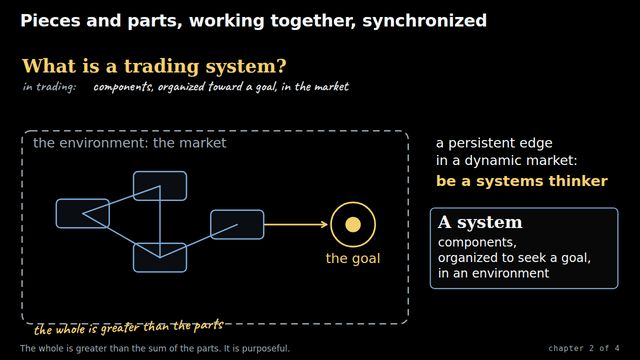 Pieces and parts, working together, synchronized
What is a trading system?
in trading: components, organized toward a goal, in the market
the environment: the market
the goal
the whole is greater than the parts
a persistent edge
in a dynamic market:
be a systems thinker
A system
components,
organized to seek a goal,
in an environment
The whole is greater than the sum of the parts. It is purposeful.
chapter 2 of 4